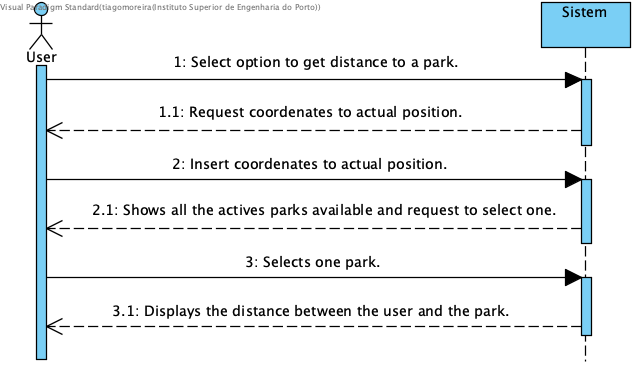 Visual Paradigm Standard(tiagomoreira(Instituto Superior de Engenharia do Porto))
Sistem
User
1: Select option to get distance to a park.
1.1: Request coordenates to actual position.
2: Insert coordenates to actual position.
2.1: Shows all the actives parks available and request to select one.
3: Selects one park.
3.1: Displays the distance between the user and the park.